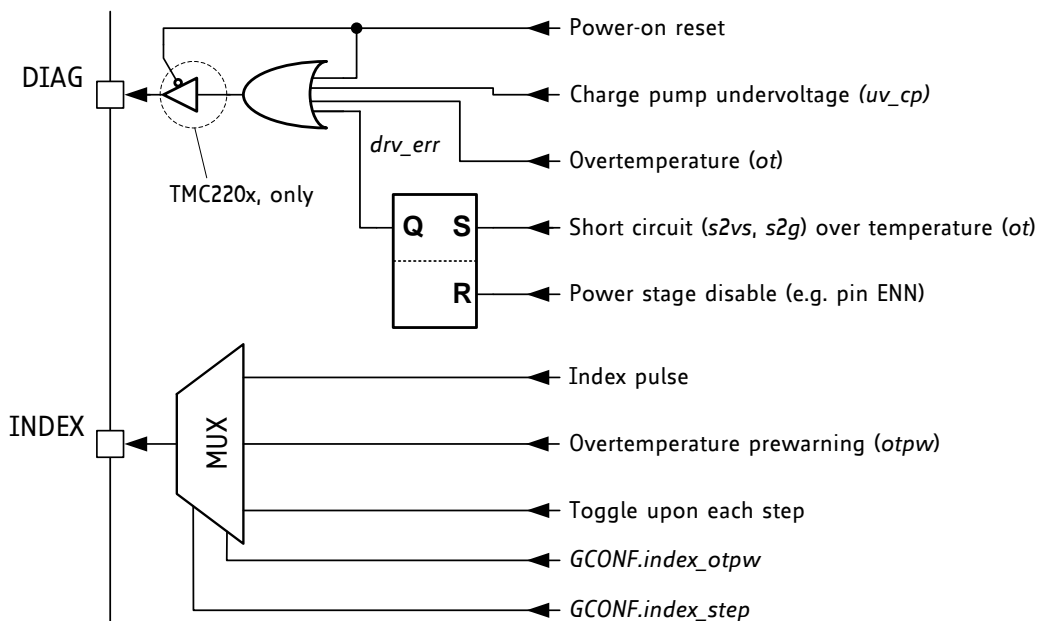 Power-on reset
DIAG
Charge pump undervoltage (uv_cp)
drv_err
Overtemperature (ot)
TMC220x, only
Q S
Short circuit (s2vs, s2g) over temperature (ot)
R
Power stage disable (e.g. pin ENN)
Index pulse
INDEX
MUX
Overtemperature prewarning (otpw)
Toggle upon each step
GCONF.index_otpw
GCONF.index_step